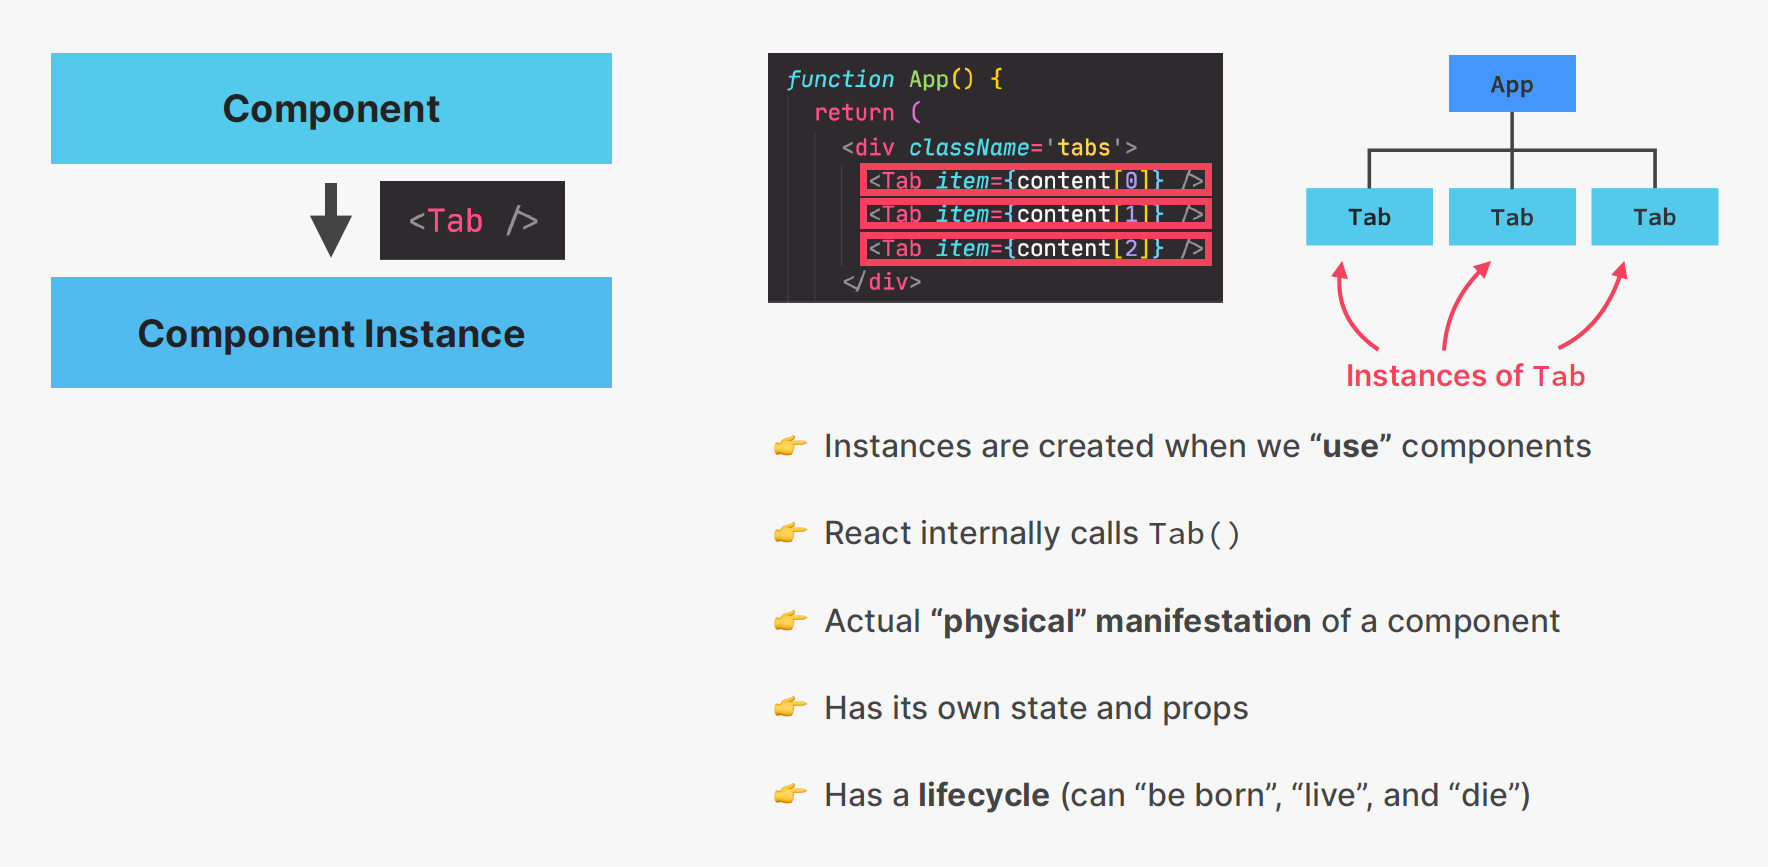 Component
<Tab />
Component Instance
function App() {
return (
<div className='tabs'>
<Tab item={content[0]} />
<Tab item={content[1]} />
<Tab item={content[2]} />
</div>
App
Tab Tab Tab
Instances of Tab
👉 Instances are created when we “use” components
👉 React internally calls Tab()
👉 Actual “physical” manifestation of a component
👉 Has its own state and props
👉 Has a lifecycle (can “be born”, “live”, and “die”)